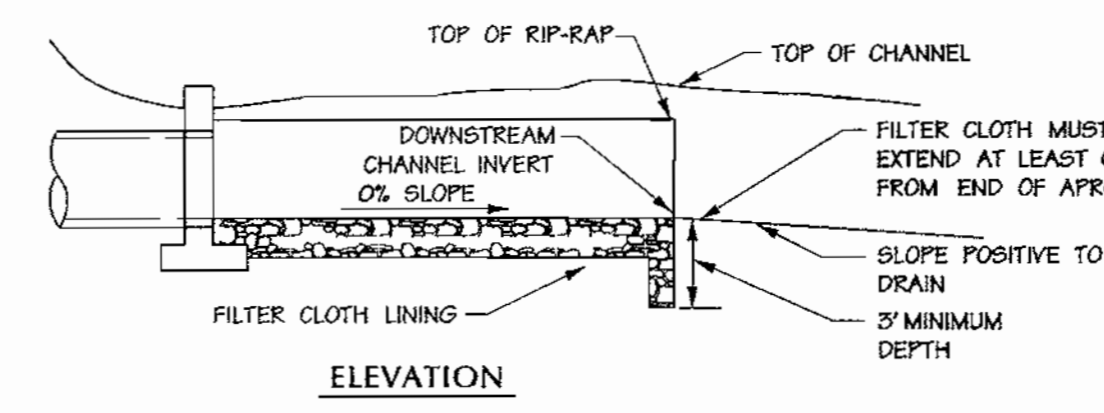 TOP OF RIP-RAP
TOP OF CHANNEL
DOWNSTREAM
CHANNEL INVERT
0% SLOPE
FILTER CLOTH MUST
EXTEND AT LEAST
FROM END OF
SLOPE POSITIVE TO
DRAIN
FILTER CLOTH LINING
3' MINIMUM
DEPTH
ELEVATION